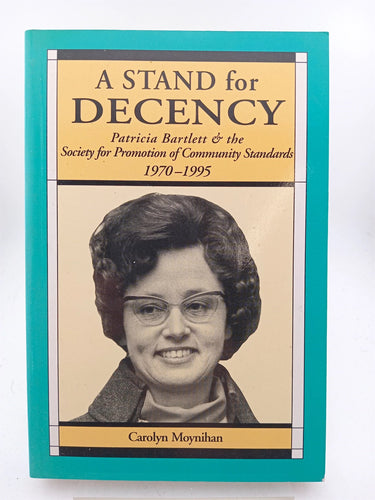 A STAND for
DECENCY
Patricia Bartlett & the
Society for Promotion of Community Standards
1970–1995
Carolyn Moynihan